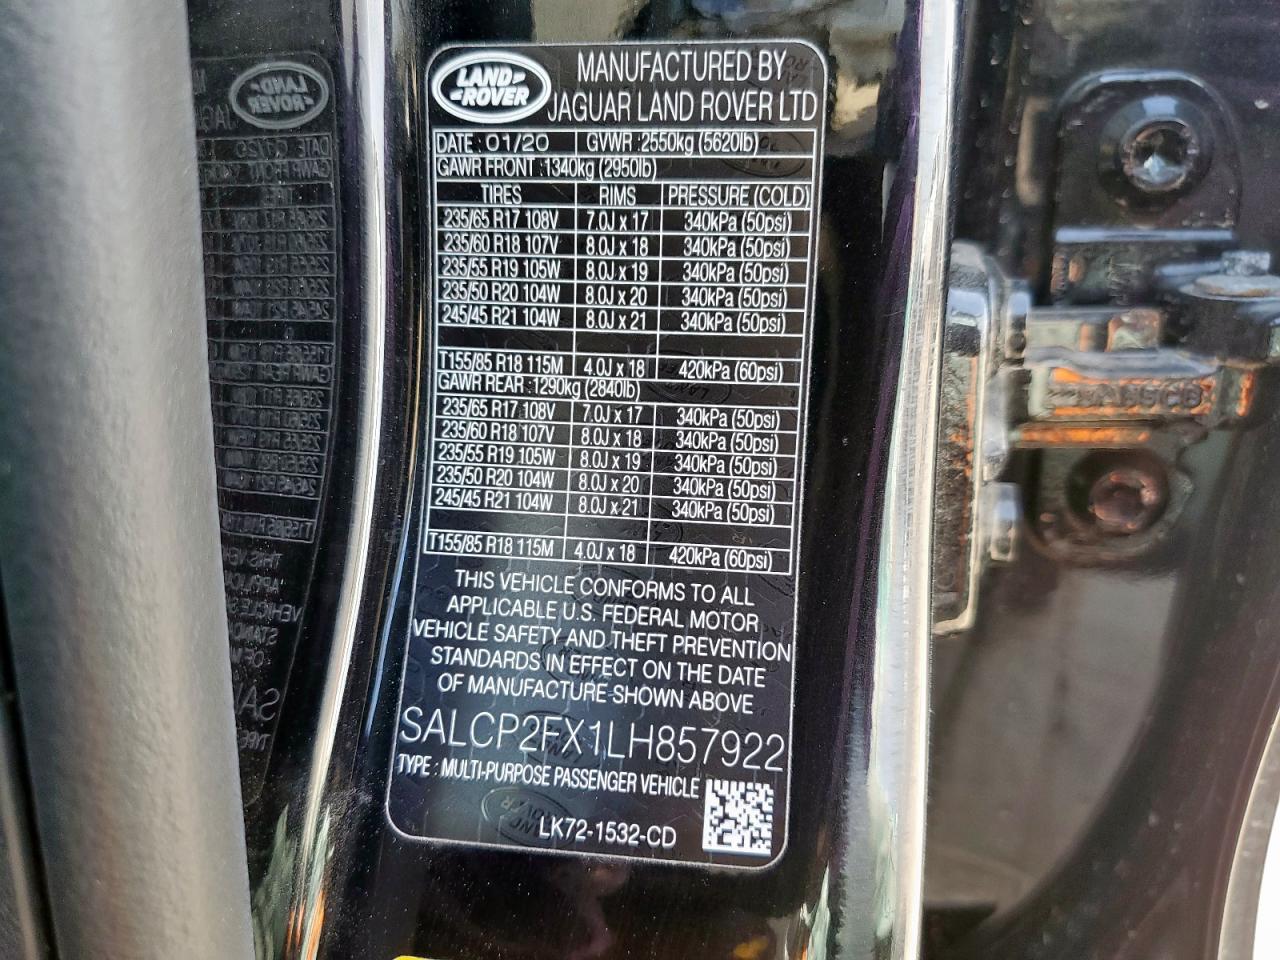 LAND ROVER
MANUFACTURED BY
JAGUAR LAND ROVER LTD
DATE: 01/20 GVWR :2550kg (5620lb)
GAWR FRONT :1340kg (2950lb)
TIRES RIMS PRESSURE (COLD)
235/65 R17 108V 7.0J x 17 340kPa (50psi)
235/60 R18 107V 8.0J x 18 340kPa (50psi)
235/55 R19 105W 8.0J x 19 340kPa (50psi)
235/50 R20 104W 8.0J x 20 340kPa (50psi)
245/45 R21 104W 8.0J x 21 340kPa (50psi)
T155/85 R18 115M 4.0J x 18 420kPa (60psi)
GAWR REAR :1290kg (2840lb)
235/65 R17 108V 7.0J x 17 340kPa (50psi)
235/60 R18 107V 8.0J x 18 340kPa (50psi)
235/55 R19 105W 8.0J x 19 340kPa (50psi)
235/50 R20 104W 8.0J x 20 340kPa (50psi)
245/45 R21 104W 8.0J x 21 340kPa (50psi)
T155/85 R18 115M 4.0J x 18 420kPa (60psi)
THIS VEHICLE CONFORMS TO ALL
APPLICABLE U.S. FEDERAL MOTOR
VEHICLE SAFETY AND THEFT PREVENTION
STANDARDS IN EFFECT ON THE DATE
OF MANUFACTURE SHOWN ABOVE
SALCP2FX1LH857922
TYPE : MULTI-PURPOSE PASSENGER VEHICLE
LK72-1532-CD